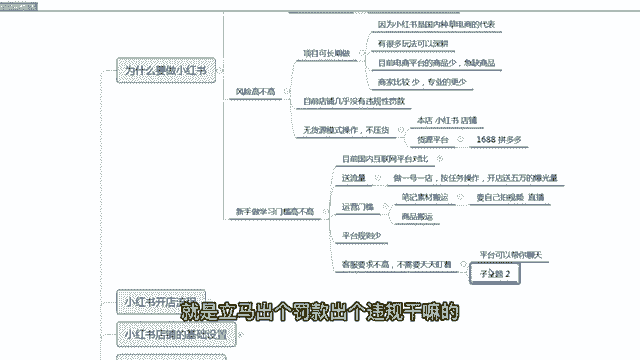 为什么要做小红书
风险高不高
项目可长期做
因为小红书是国内种草电商的代表
有很多玩法可以深耕
目前电商平台的商品少，急缺商品
商家比较少，专业的更少
目前店铺几乎没有违规性罚款
无货源模式操作，不压货
本店 小红书 店铺
货源平台
1688 拼多多
新手做学习门槛高不高
目前国内互联网平台对比
送流量
做一号一店，按任务操作，开店送五万的曝光量
运营门槛
笔记素材搬运
要自己拍视频 直播
商品搬运
平台规则少
客服要求不高，不需要天天盯着
平台可以帮你聊天
子主题 2
小红书开店
就是立马出个罚款出个违规干嘛的
小红书店铺的基础设置